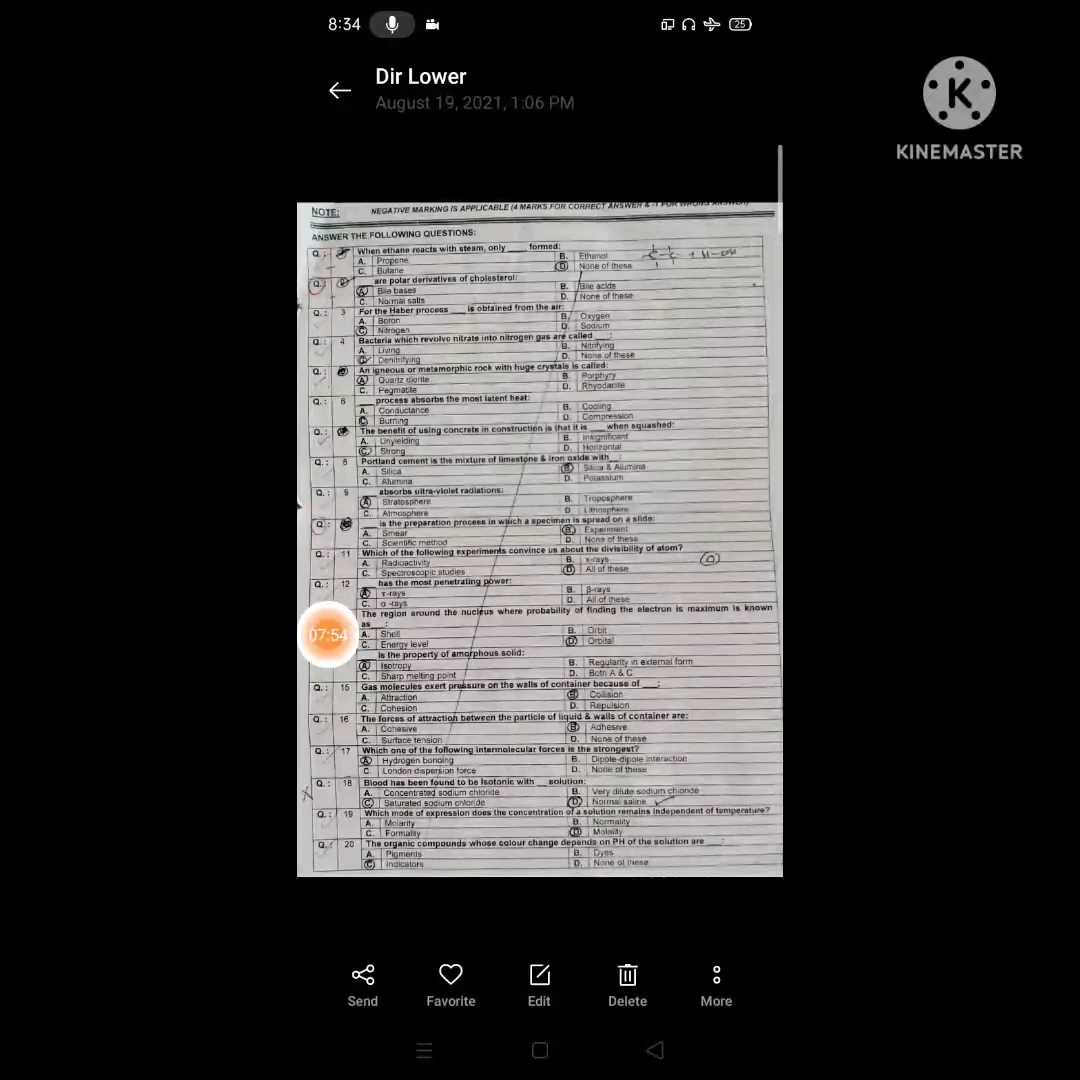 8:34
25
Dir Lower
August 19, 2021, 1:06 PM
K
KINEMASTER
NOTE: NEGATIVE MARKING IS APPLICABLE (4 MARKS FOR CORRECT ANSWER & -1 FOR WRONG ANSWER)
ANSWER THE FOLLOWING QUESTIONS:
Q.: When ethane reacts with steam, only ____ formed:
A. Propene B. Ethenol
C. Butane D. None of these
Q. ____ are polar derivatives of cholesterol:
A Bile bases B. Bile acids
C. Normal salts D. None of these
Q.: 3 For the Haber process ___ is obtained from the air:
A. Boron B. Oxygen
C Nitrogen D. Sodium
Q.: 4 Bacteria which revolve nitrate into nitrogen gas are called ___:
A. Living B. Nitrifying
C Denitrifying D. None of these
Q.: An igneous or metamorphic rock with huge crystals is called:
A Quartz diorite B. Porphyry
C. Pegmatite D. Rhyodacite
Q.: 6 ___ process absorbs the most latent heat:
A. Conductance B. Cooling
C Burning D. Compression
Q.: The benefit of using concrete in construction is that it is ___ when squashed:
A. Unyielding B. Insignificant
C. Strong D. Horizontal
Q.: 8 Portland cement is the mixture of limestone & iron oxide with__:
A. Silica B Silica & Alumina
C. Alumina D. Potassium
Q.: 9 ___ absorbs ultra-violet radiations:
A Stratosphere B. Troposphere
C. Atmosphere D. Lithosphere
Q.: ___ is the preparation process in which a specimen is spread on a slide:
A. Smear B Experiment
C. Scientific method D. None of these
Q.: 11 Which of the following experiments convince us about the divisibility of atom?
A. Radioactivity B. x-rays
C. Spectroscopic studies D All of these
Q.: 12 ___ has the most penetrating power:
A τ-rays B. β-rays
C. α -rays D. All of these
07:54
The region around the nucleus where probability of finding the electron is maximum is known
as ___:
A. Shell B. Orbit
C. Energy level D Orbital
___ is the property of amorphous solid:
A Isotropy B. Regularity in external form
C. Sharp melting point D. Both A & C
Q.: 15 Gas molecules exert pressure on the walls of container because of ___:
A. Attraction B Collision
C. Cohesion D. Repulsion
Q.: 16 The forces of attraction between the particle of liquid & walls of container are:
A. Cohesive B Adhesive
C. Surface tension D. None of these
Q.: 17 Which one of the following intermolecular forces is the strongest?
A Hydrogen bonding B. Dipole-dipole interaction
C. London dispersion force D. None of these
Q.: 18 Blood has been found to be Isotonic with __ solution:
A. Concentrated sodium chloride B. Very dilute sodium chloride
C Saturated sodium chloride D. Normal saline
Q.: 19 Which mode of expression does the concentration of a solution remains independent of temperature?
A. Molarity B. Normality
C. Formality D Molality
Q.: 20 The organic compounds whose colour change depends on PH of the solution are ___:
A. Pigments B. Dyes
C Indicators D. None of these
Send Favorite Edit Delete More